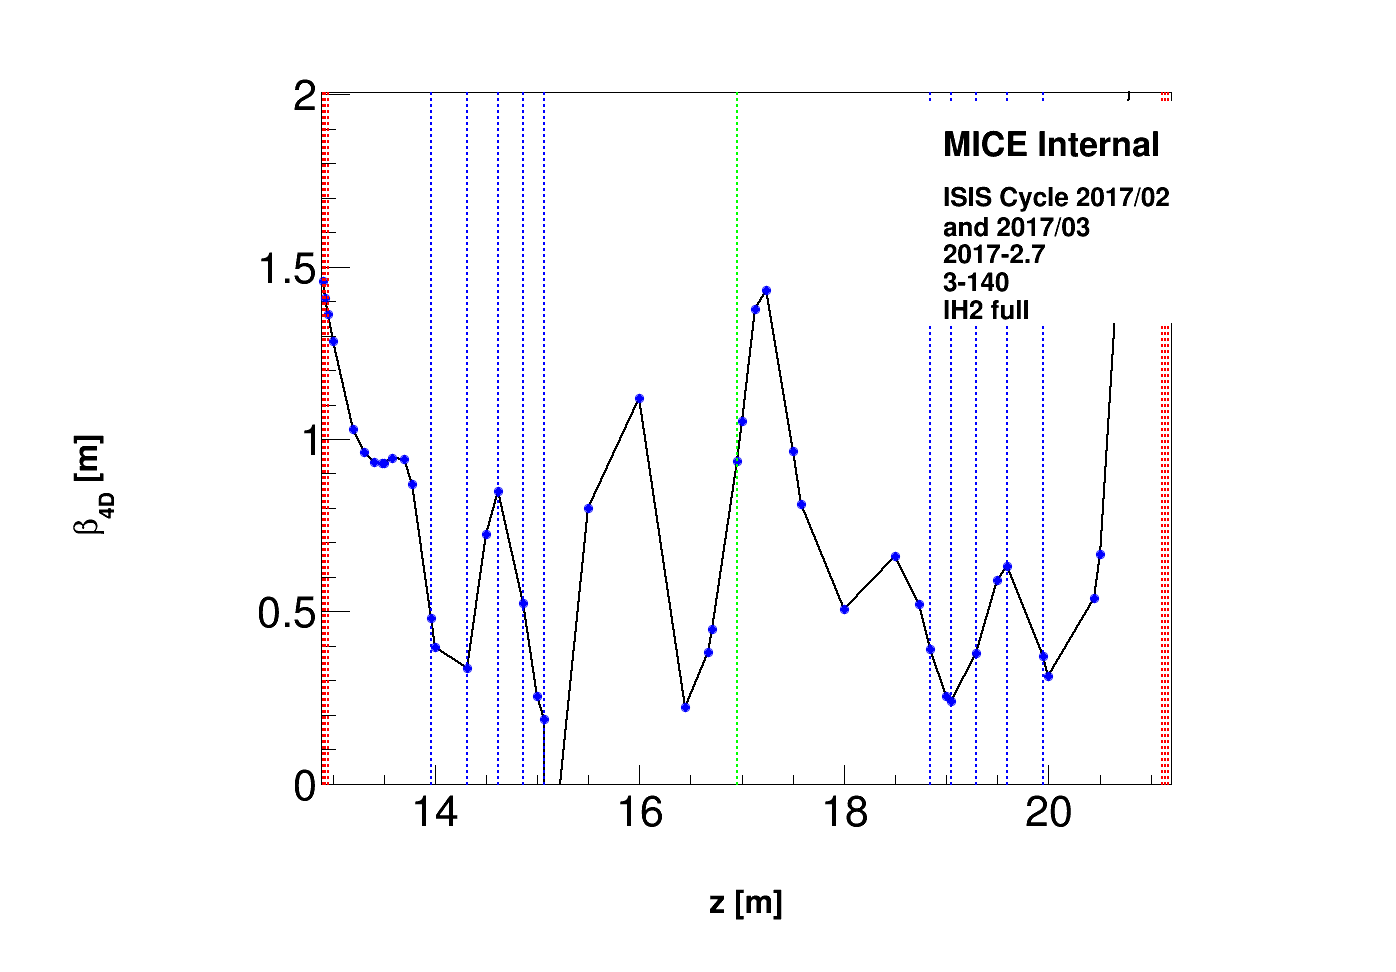 2
1.5
1
0.5
0
14 16 18 20
β4D [m]
z [m]
MICE Internal
ISIS Cycle 2017/02
and 2017/03
2017-2.7
3-140
lH2 full